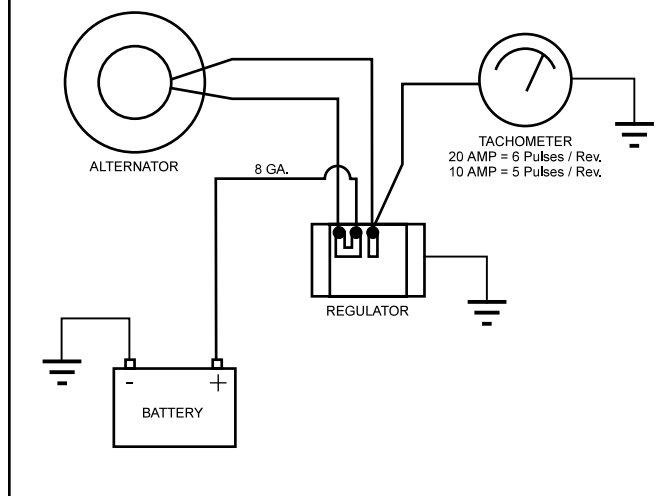 ALTERNATOR
TACHOMETER
20 AMP = 6 Pulses / Rev.
10 AMP = 5 Pulses / Rev.
8 GA.
REGULATOR
- +
BATTERY